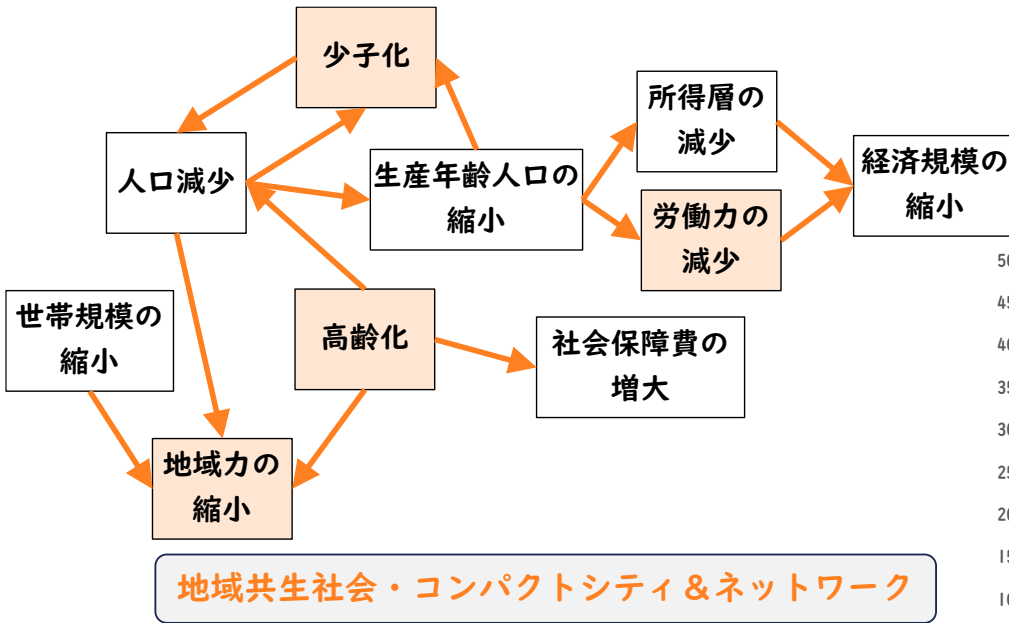 少子化
人口減少
生産年齢人口の
縮小
所得層の
減少
労働力の
減少
経済規模の
縮小
世帯規模の
縮小
高齢化
社会保障費の
増大
地域力の
縮小
地域共生社会・コンパクトシティ＆ネットワーク